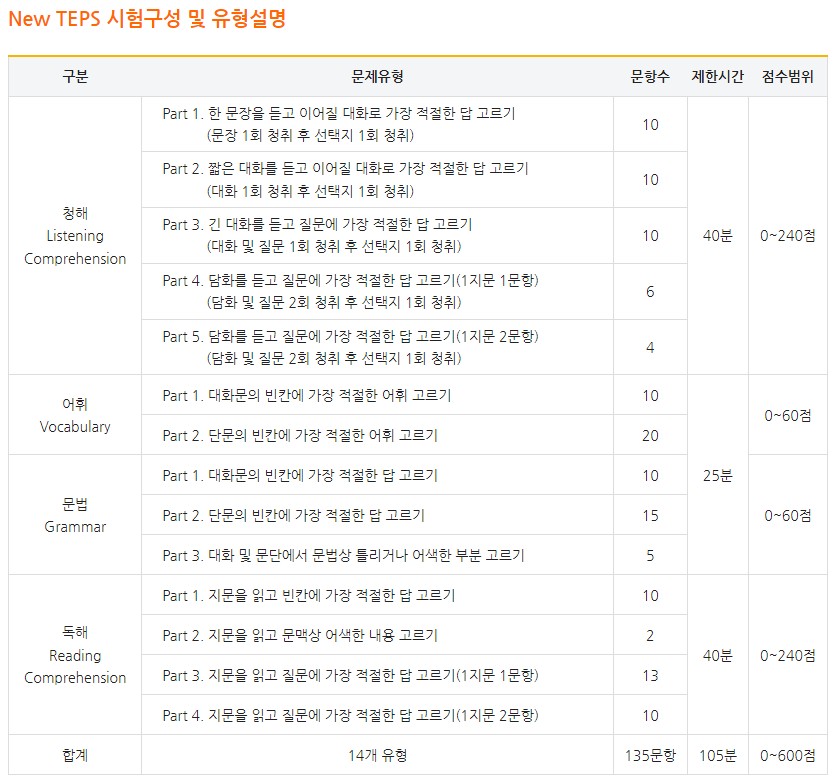 New TEPS 시험구성 및 유형설명
구분 문제유형 문항수 제한시간 점수범위
청해
Listening
Comprehension
Part 1. 한 문장을 듣고 이어질 대화로 가장 적절한 답 고르기
(문장 1회 청취 후 선택지 1회 청취)
10
Part 2. 짧은 대화를 듣고 이어질 대화로 가장 적절한 답 고르기
(대화 1회 청취 후 선택지 1회 청취)
10
Part 3. 긴 대화를 듣고 질문에 가장 적절한 답 고르기
(대화 및 질문 1회 청취 후 선택지 1회 청취)
10
Part 4. 담화를 듣고 질문에 가장 적절한 답 고르기(1지문 1문항)
(담화 및 질문 2회 청취 후 선택지 1회 청취)
6
Part 5. 담화를 듣고 질문에 가장 적절한 답 고르기(1지문 2문항)
(담화 및 질문 2회 청취 후 선택지 1회 청취)
4
40분
0~240점
어휘
Vocabulary
Part 1. 대화문의 빈칸에 가장 적절한 어휘 고르기 10
Part 2. 단문의 빈칸에 가장 적절한 어휘 고르기 20
0~60점
25분
문법
Grammar
Part 1. 대화문의 빈칸에 가장 적절한 답 고르기 10
Part 2. 단문의 빈칸에 가장 적절한 답 고르기 15
Part 3. 대화 및 문단에서 문법상 틀리거나 어색한 부분 고르기 5
0~60점
독해
Reading
Comprehension
Part 1. 지문을 읽고 빈칸에 가장 적절한 답 고르기 10
Part 2. 지문을 읽고 문맥상 어색한 내용 고르기 2
Part 3. 지문을 읽고 질문에 가장 적절한 답 고르기(1지문 1문항) 13
Part 4. 지문을 읽고 질문에 가장 적절한 답 고르기(1지문 2문항) 10
40분
0~240점
합계 14개 유형 135문항 105분 0~600점